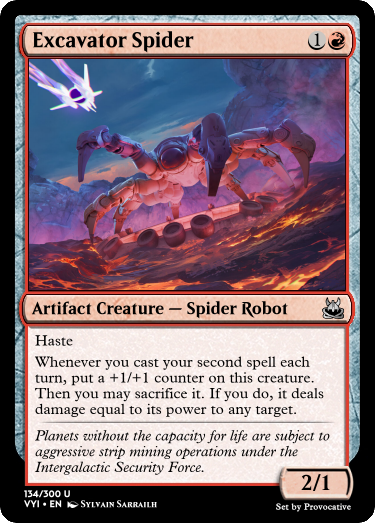 Excavator Spider 1
Artifact Creature — Spider Robot
Haste
Whenever you cast your second spell each
turn, put a +1/+1 counter on this creature.
Then you may sacrifice it. If you do, it
deals damage equal to its power to any target.
Planets without the capacity for life are subject to
aggressive strip mining operations under the
Intergalactic Security Force.
2/1
134/300 U
VYI • EN Sylvain Sarrailh
Set by Provocative